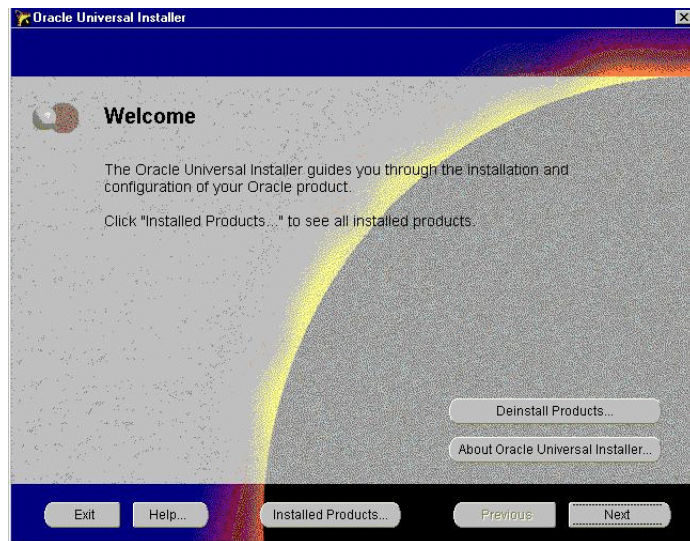 Oracle Universal Installer
Welcome
The Oracle Universal Installer guides you through the installation and
configuration of your Oracle product.
Click "Installed Products..." to see all installed products.
Deinstall Products...
About Oracle Universal Installer...
Exit
Help...
Installed Products...
Previous
Next